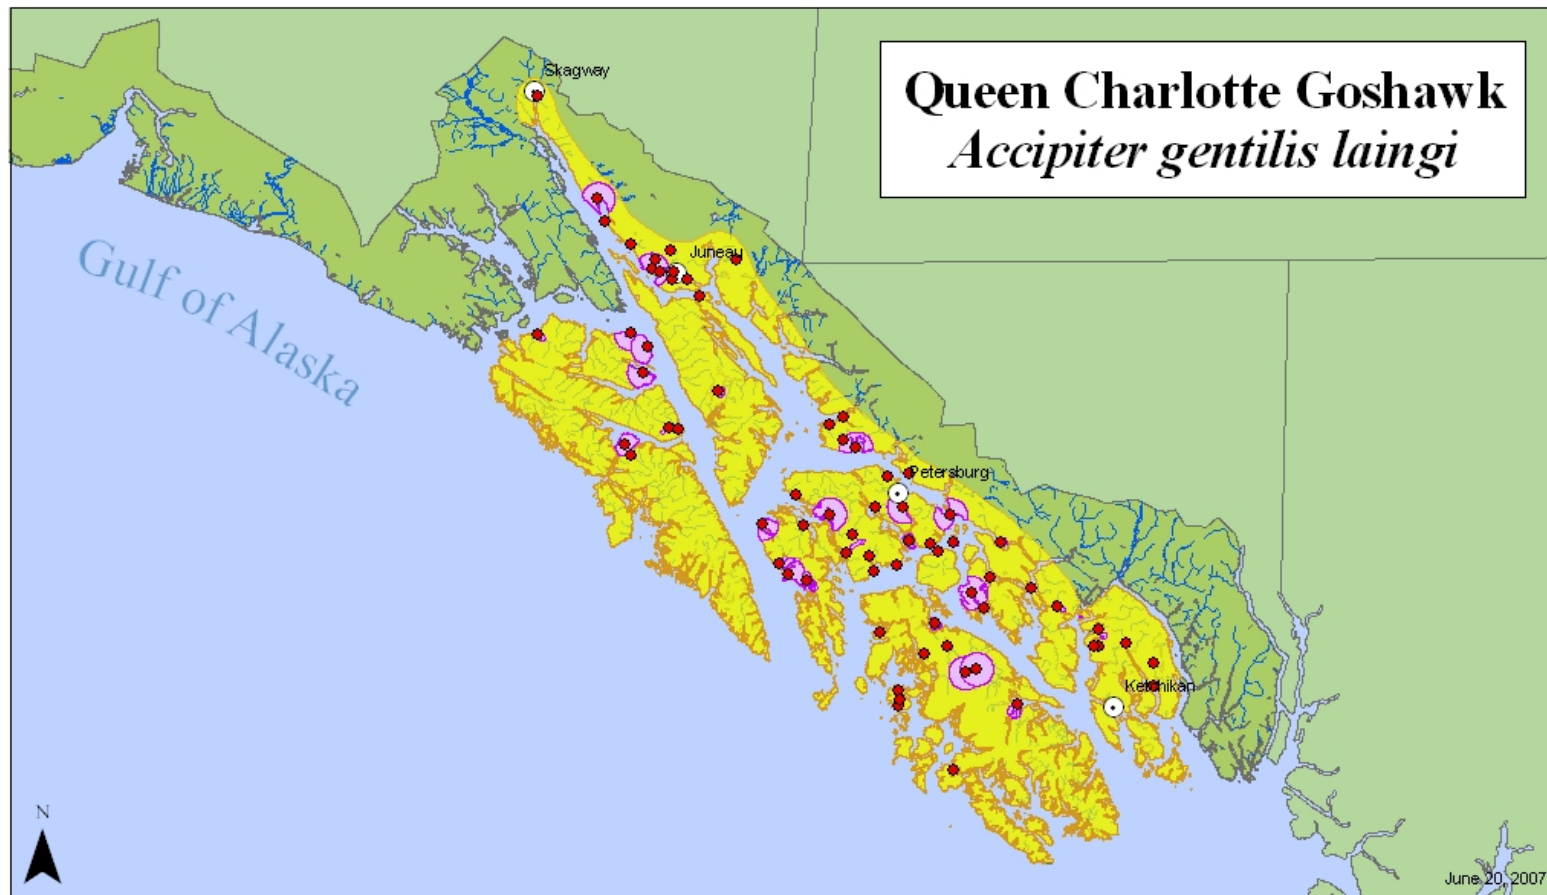 Skagway
Queen Charlotte Goshawk
Accipiter gentilis laingi
Juneau
Gulf of Alaska
Petersburg
Ketchikan
N
June 20, 2007